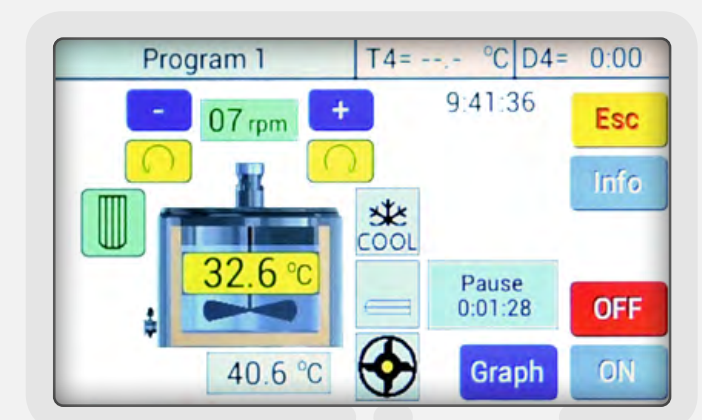 Program 1
T4= --.- °C
D4= 0:00
9:41:36
-
07 rpm
+
Esc
Info
COOL
32.6 °C
Pause
0:01:28
OFF
40.6 °C
Graph
ON